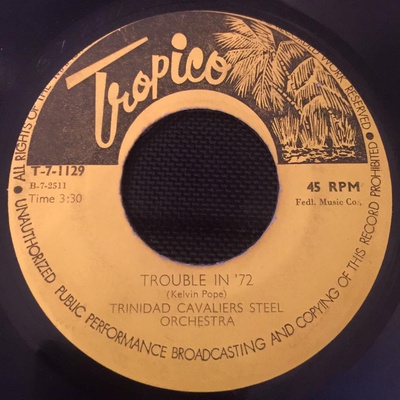 Tropico
T-7-1129
B-7-2511
Time 3:30
45 RPM
Fedl. Music Co.
TROUBLE IN '72
(Kelvin Pope)
TRINIDAD CAVALIERS STEEL
ORCHESTRA
ALL RIGHTS OF THE WORK RESERVED UNAUTHORIZED PUBLIC PERFORMANCE BROADCASTING AND COPYING OF THIS RECORD PROHIBITED